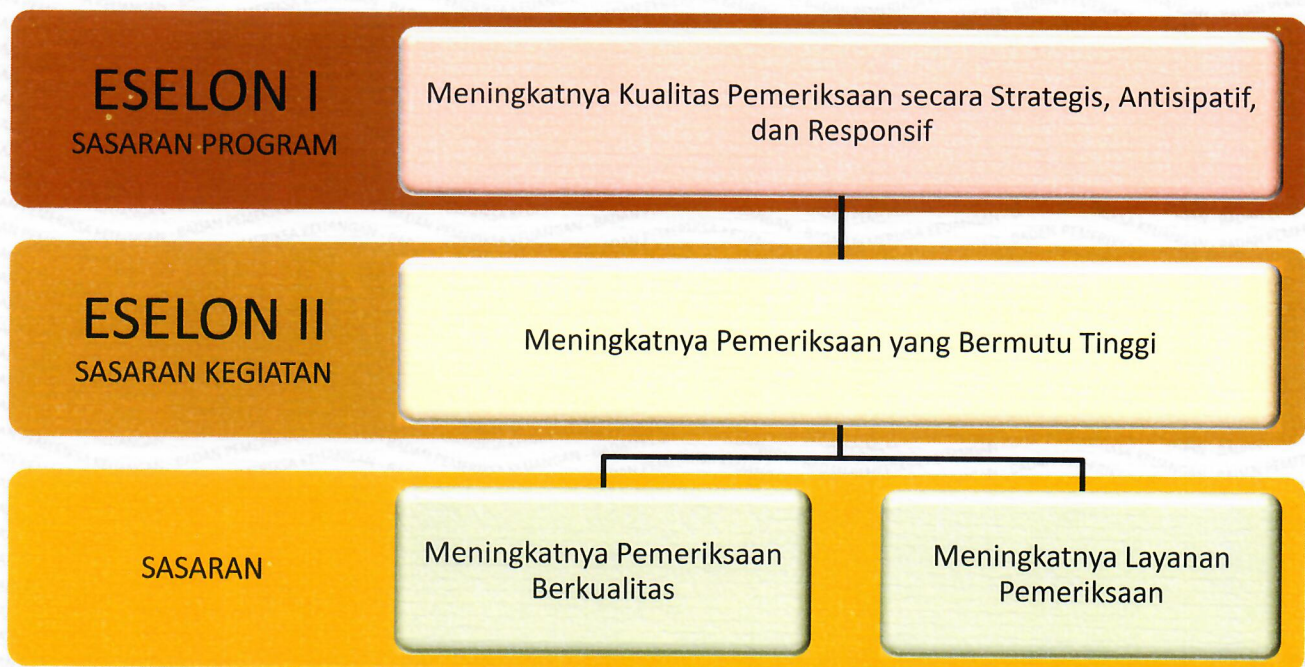 ESELON I
SASARAN PROGRAM
Meningkatnya Kualitas Pemeriksaan secara Strategis, Antisipatif,
dan Responsif
ESELON II
SASARAN KEGIATAN
Meningkatnya Pemeriksaan yang Bermutu Tinggi
SASARAN
Meningkatnya Pemeriksaan
Berkualitas
Meningkatnya Layanan
Pemeriksaan